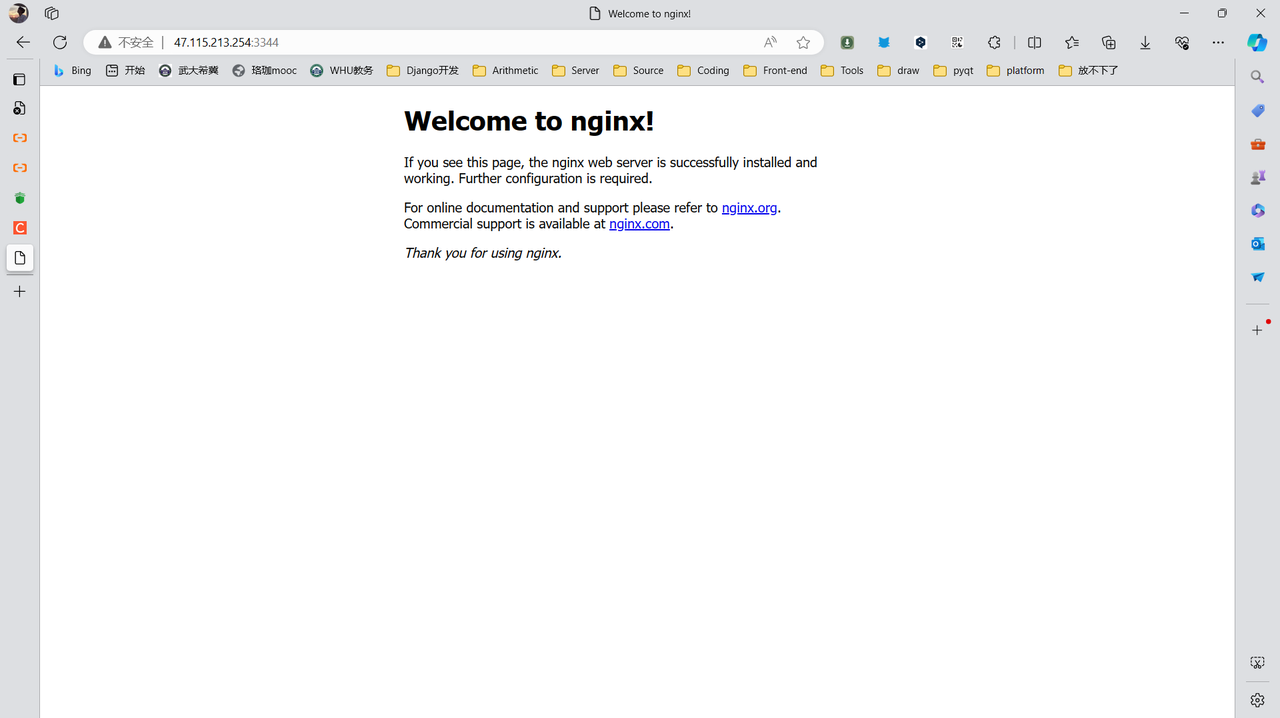 Welcome to nginx!
不安全 47.115.213.254:3344
Bing 开始 武大希冀 珞珈mooc WHU教务 Django开发 Arithmetic Server Source Coding Front-end Tools draw pyqt platform 放不下了
Welcome to nginx!
If you see this page, the nginx web server is successfully installed and
working. Further configuration is required.
For online documentation and support please refer to nginx.org.
Commercial support is available at nginx.com.
Thank you for using nginx.